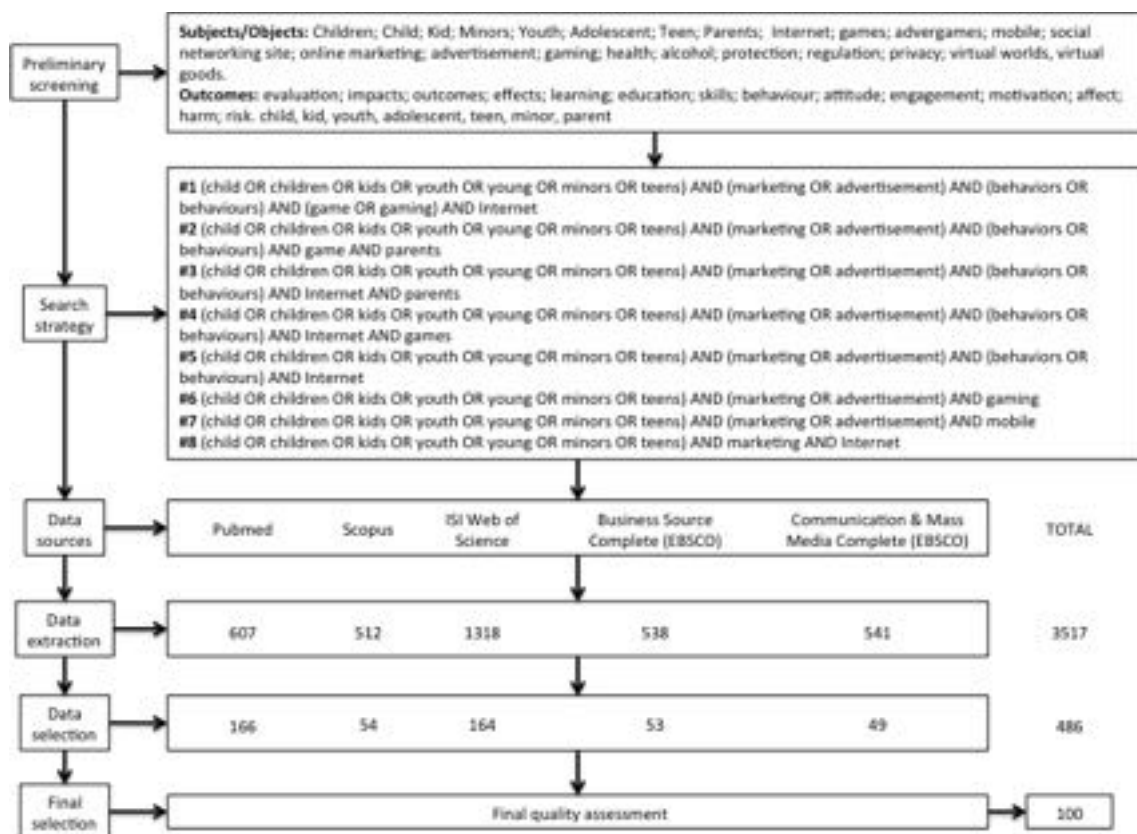 Preliminary
screening
Subjects/Objects: Children; Child; Kid; Minors; Youth; Adolescent; Teen; Parents; Internet; games; advergames; mobile; social
networking site; online marketing; advertisement; gaming; health; alcohol; protection; regulation; privacy; virtual worlds, virtual
goods.
Outcomes: evaluation; impacts; outcomes; effects; learning; education; skills; behaviour; attitude; engagement; motivation; affect;
harm; risk. child, kid, youth, adolescent, teen, minor, parent
Search
strategy
#1 (child OR children OR kids OR youth OR young OR minors OR teens) AND (marketing OR advertisement) AND (behaviors OR
behaviours) AND (game OR gaming) AND Internet
#2 (child OR children OR kids OR youth OR young OR minors OR teens) AND (marketing OR advertisement) AND (behaviors OR
behaviours) AND game AND parents
#3 (child OR children OR kids OR youth OR young OR minors OR teens) AND (marketing OR advertisement) AND (behaviors OR
behaviours) AND Internet AND parents
#4 (child OR children OR kids OR youth OR young OR minors OR teens) AND (marketing OR advertisement) AND (behaviors OR
behaviours) AND Internet AND games
#5 (child OR children OR kids OR youth OR young OR minors OR teens) AND (marketing OR advertisement) AND (behaviors OR
behaviours) AND Internet
#6 (child OR children OR kids OR youth OR young OR minors OR teens) AND (marketing OR advertisement) AND gaming
#7 (child OR children OR kids OR youth OR young OR minors OR teens) AND (marketing OR advertisement) AND mobile
#8 (child OR children OR kids OR youth OR young OR minors OR teens) AND marketing AND Internet
Data
sources
Pubmed
Scopus
ISI Web of
Science
Business Source
Complete (EBSCO)
Communication & Mass
Media Complete (EBSCO)
TOTAL
Data
extraction
607 512 1318 538 541 3517
Data
selection
166 54 164 53 49 486
Final
selection
Final quality assessment
100